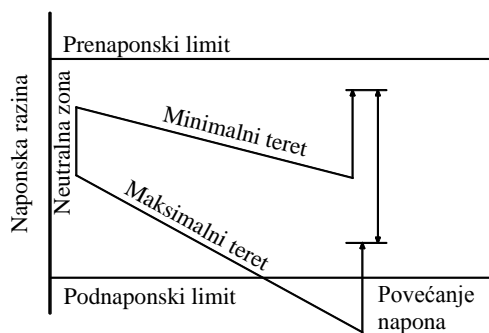 Prenaponski limit
Naponska razina
Neutralna zona
Minimalni teret
Maksimalni teret
Podnaponski limit
Povećanje
napona